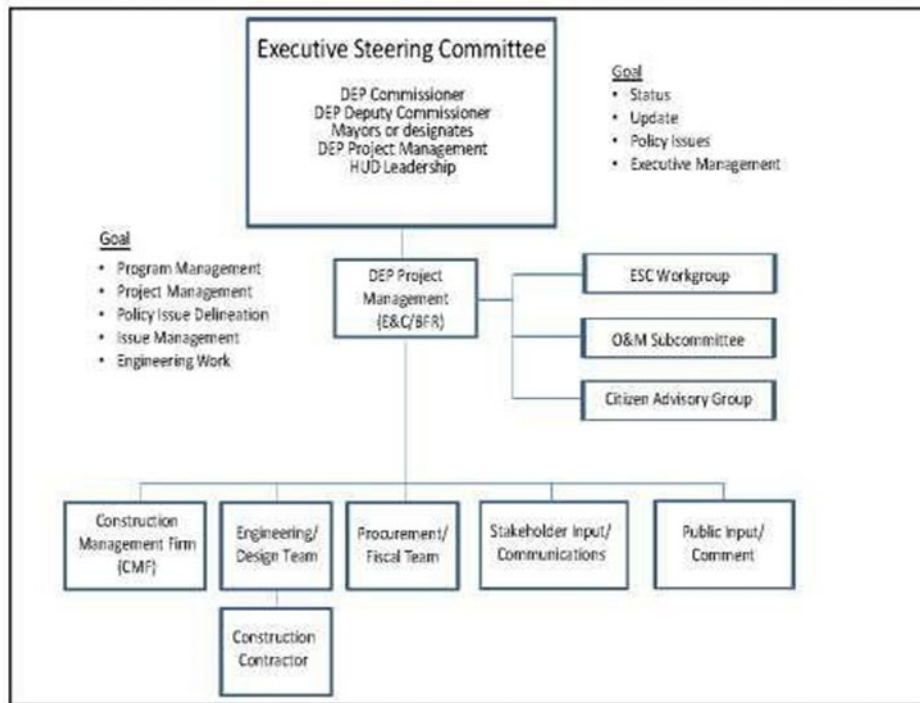 Executive Steering Committee
DEP Commissioner
DEP Deputy Commissioner
Mayors or designates
DEP Project Management
HUD Leadership
Goal
• Status
• Update
• Policy Issues
• Executive Management
Goal
• Program Management
• Project Management
• Policy Issue Delineation
• Issue Management
• Engineering Work
DEP Project
Management
(E&C/BFR)
ESC Workgroup
O&M Subcommittee
Citizen Advisory Group
Construction
Management Firm
(CMF)
Engineering/
Design Team
Procurement/
Fiscal Team
Stakeholder Input/
Communications
Public Input/
Comment
Construction
Contractor